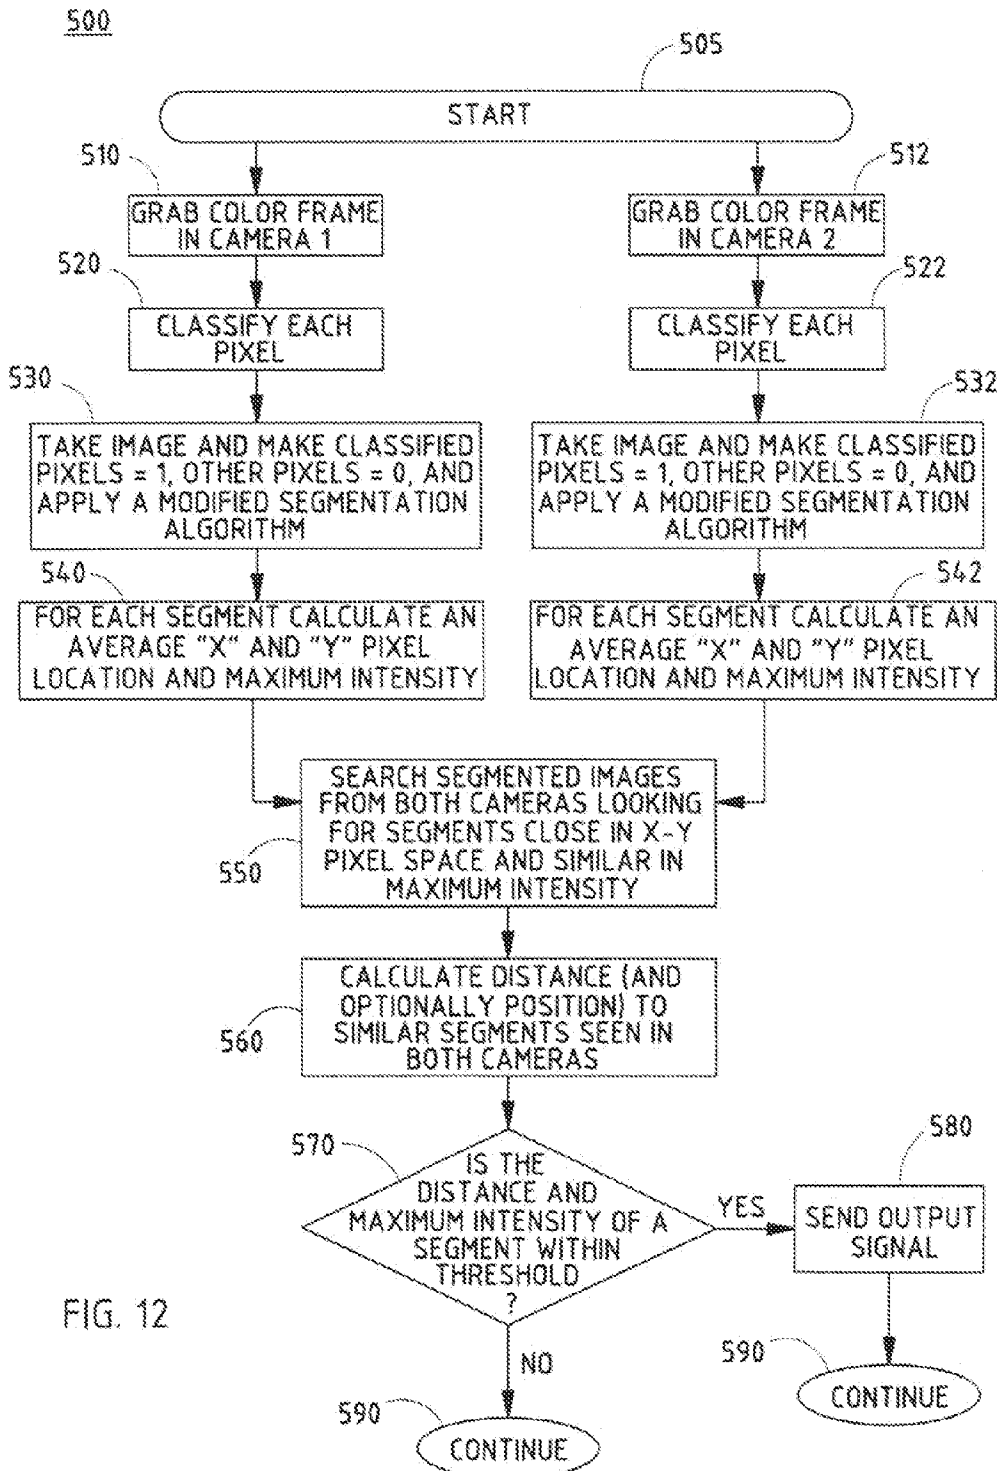 500
505
START
510
512
GRAB COLOR FRAME
IN CAMERA 1
GRAB COLOR FRAME
IN CAMERA 2
520
522
CLASSIFY EACH
PIXEL
CLASSIFY EACH
PIXEL
530
532
TAKE IMAGE AND MAKE CLASSIFIED
PIXELS = 1, OTHER PIXELS = 0, AND
APPLY A MODIFIED SEGMENTATION
ALGORITHM
TAKE IMAGE AND MAKE CLASSIFIED
PIXELS = 1, OTHER PIXELS = 0, AND
APPLY A MODIFIED SEGMENTATION
ALGORITHM
540
542
FOR EACH SEGMENT CALCULATE AN
AVERAGE "X" AND "Y" PIXEL
LOCATION AND MAXIMUM INTENSITY
FOR EACH SEGMENT CALCULATE AN
AVERAGE "X" AND "Y" PIXEL
LOCATION AND MAXIMUM INTENSITY
SEARCH SEGMENTED IMAGES
FROM BOTH CAMERAS LOOKING
FOR SEGMENTS CLOSE IN X-Y
PIXEL SPACE AND SIMILAR IN
MAXIMUM INTENSITY
550
CALCULATE DISTANCE (AND
OPTIONALLY POSITION) TO
SIMILAR SEGMENTS SEEN IN
BOTH CAMERAS
560
570
IS THE
DISTANCE AND
MAXIMUM INTENSITY OF A
SEGMENT WITHIN
THRESHOLD
?
YES
580
SEND OUTPUT
SIGNAL
NO
590
CONTINUE
590
CONTINUE
FIG. 12